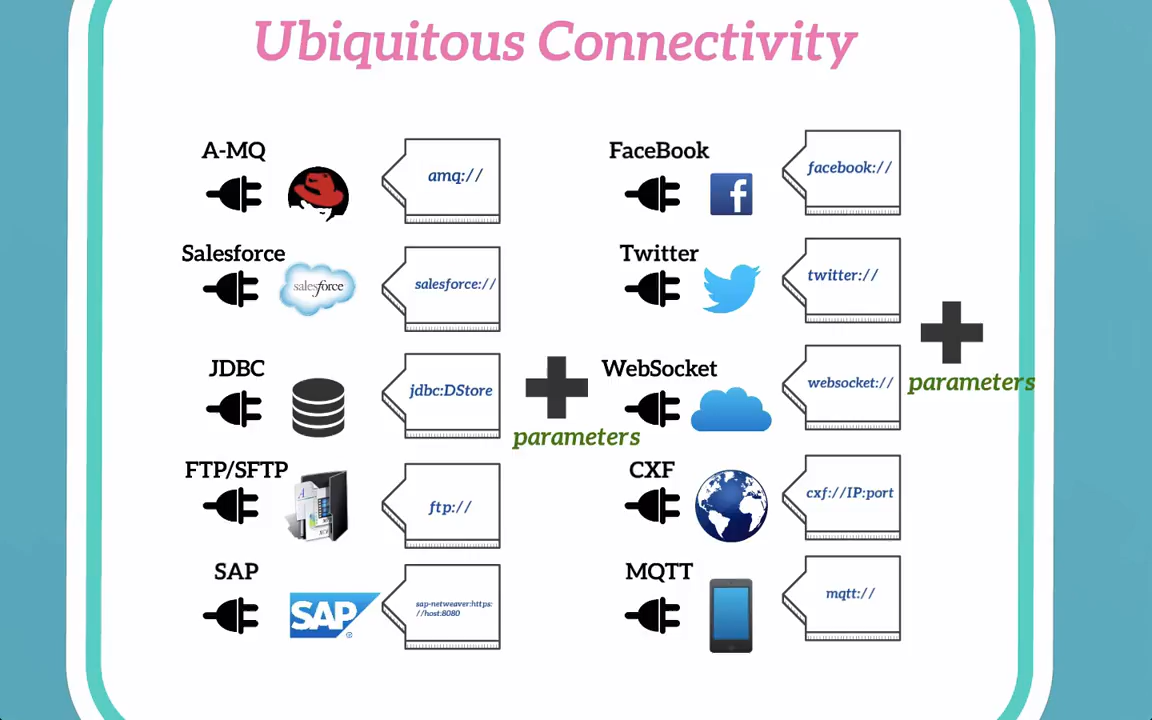 Ubiquitous Connectivity
A-MQ
amq://
Salesforce
salesforce
salesforce://
JDBC
jdbc:DStore
FTP/SFTP
ftp://
SAP
SAP
sap-netweaver:https:
//host:8080
parameters
FaceBook
f
facebook://
Twitter
twitter://
WebSocket
websocket://
CXF
cxf://IP:port
MQTT
mqtt://
parameters